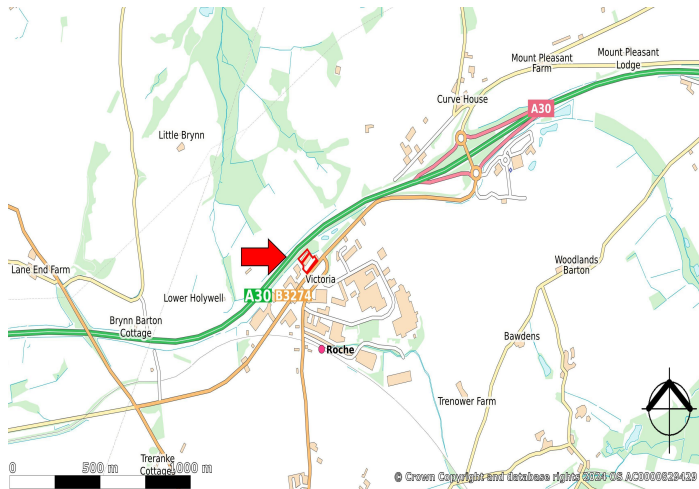 Mount Pleasant
Farm
Mount Pleasant
Lodge
Curve House
A30
Little Brynn
Woodlands
Barton
Lane End Farm
Lower Holywell
Victoria
A30
B3274
Brynn Barton
Cottage
Roche
Bawdens
Trenower Farm
Treranke
Cottages
0
500 m
1000 m
© Crown Copyright and database rights 2024 OS AC0000829429